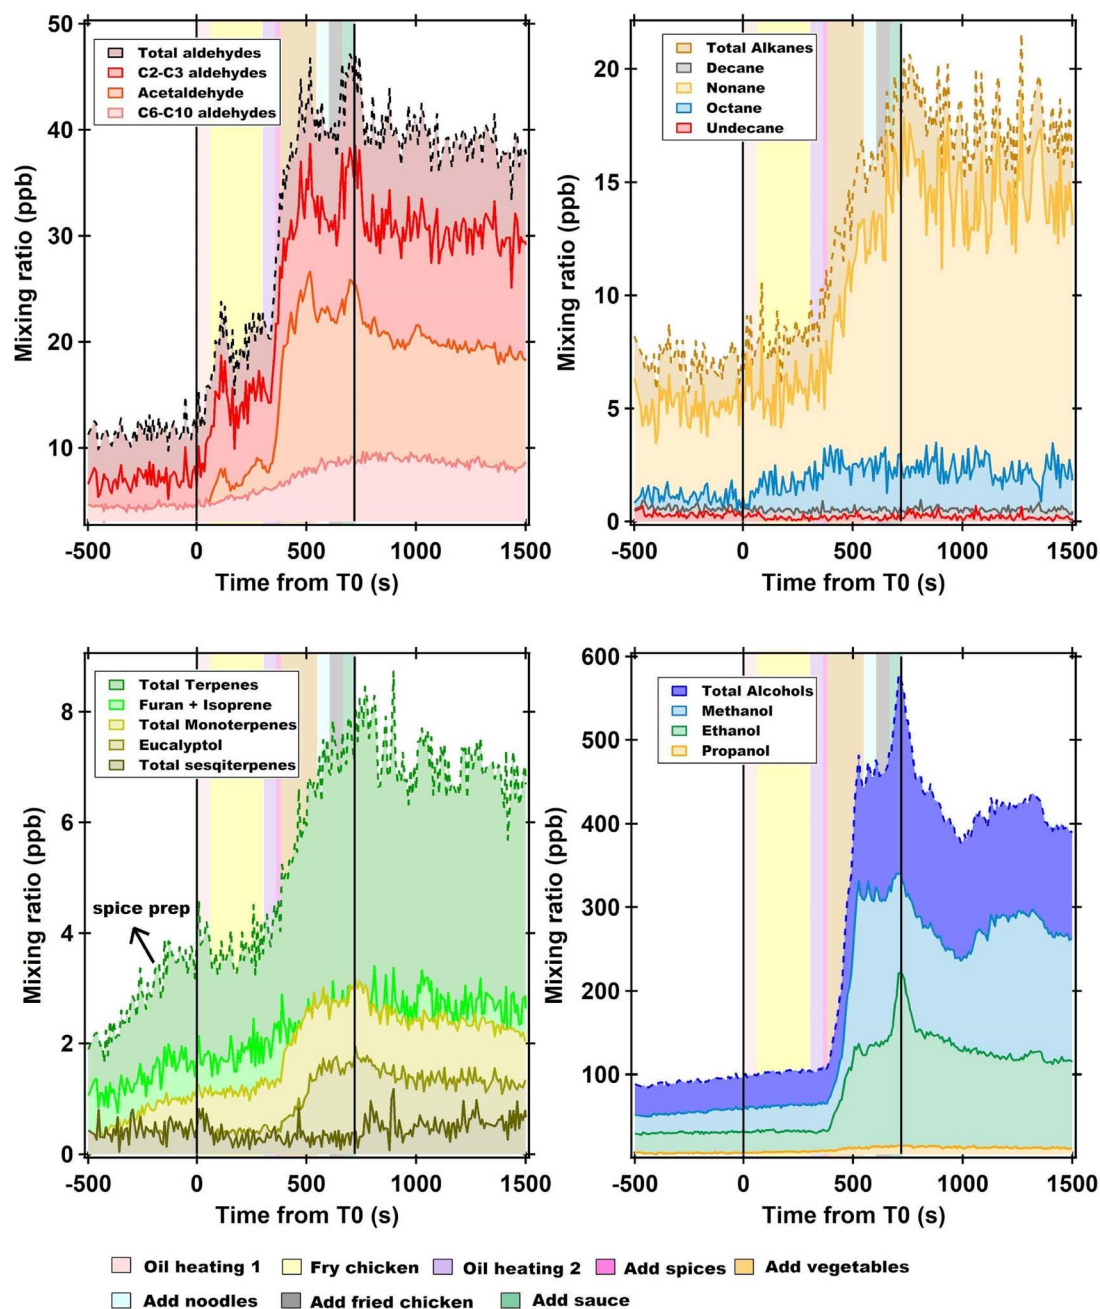 50
40
30
20
10
Mixing ratio (ppb)
Total aldehydes
C2-C3 aldehydes
Acetaldehyde
C6-C10 aldehydes
-500 0 500 1000 1500
Time from T0 (s)
20
15
10
5
0
Mixing ratio (ppb)
Total Alkanes
Decane
Nonane
Octane
Undecane
-500 0 500 1000 1500
Time from T0 (s)
8
6
4
2
0
Mixing ratio (ppb)
Total Terpenes
Furan + Isoprene
Total Monoterpenes
Eucalyptol
Total sesqiterpenes
spice prep
-500 0 500 1000 1500
Time from T0 (s)
600
500
400
300
200
100
Mixing ratio (ppb)
Total Alcohols
Methanol
Ethanol
Propanol
-500 0 500 1000 1500
Time from T0 (s)
Oil heating 1 Fry chicken Oil heating 2 Add spices Add vegetables
Add noodles Add fried chicken Add sauce